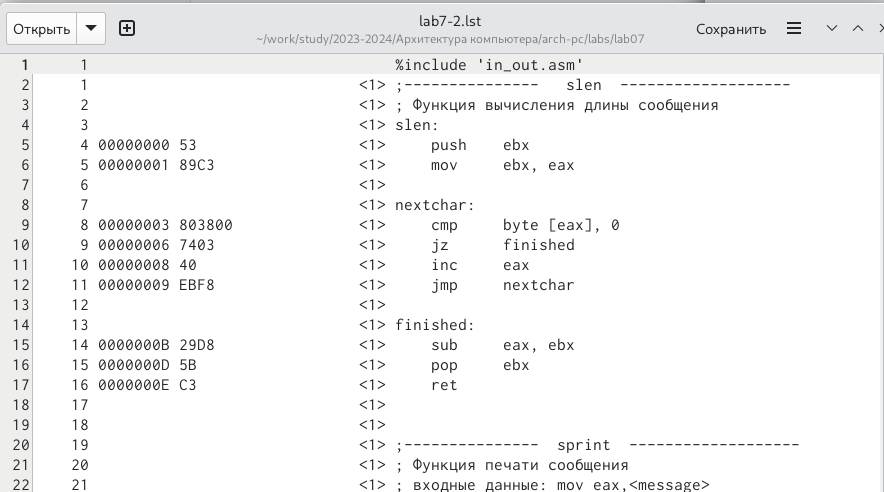 Открыть
lab7-2.lst
~/work/study/2023-2024/Архитектура компьютера/arch-pc/labs/lab07
Сохранить
1 1 %include 'in_out.asm'
2 1 <1> ;--------------- slen -------------------
3 2 <1> ; Функция вычисления длины сообщения
4 3 <1> slen:
5 4 00000000 53 <1> push ebx
6 5 00000001 89C3 <1> mov ebx, eax
7 6 <1>
8 7 <1> nextchar:
9 8 00000003 803800 <1> cmp byte [eax], 0
10 9 00000006 7403 <1> jz finished
11 10 00000008 40 <1> inc eax
12 11 00000009 EBF8 <1> jmp nextchar
13 12 <1>
14 13 <1> finished:
15 14 0000000B 29D8 <1> sub eax, ebx
16 15 0000000D 5B <1> pop ebx
17 16 0000000E C3 <1> ret
18 17 <1>
19 18 <1>
20 19 <1> ;--------------- sprint -------------------
21 20 <1> ; Функция печати сообщения
22 21 <1> ; входные данные: mov eax,<message>